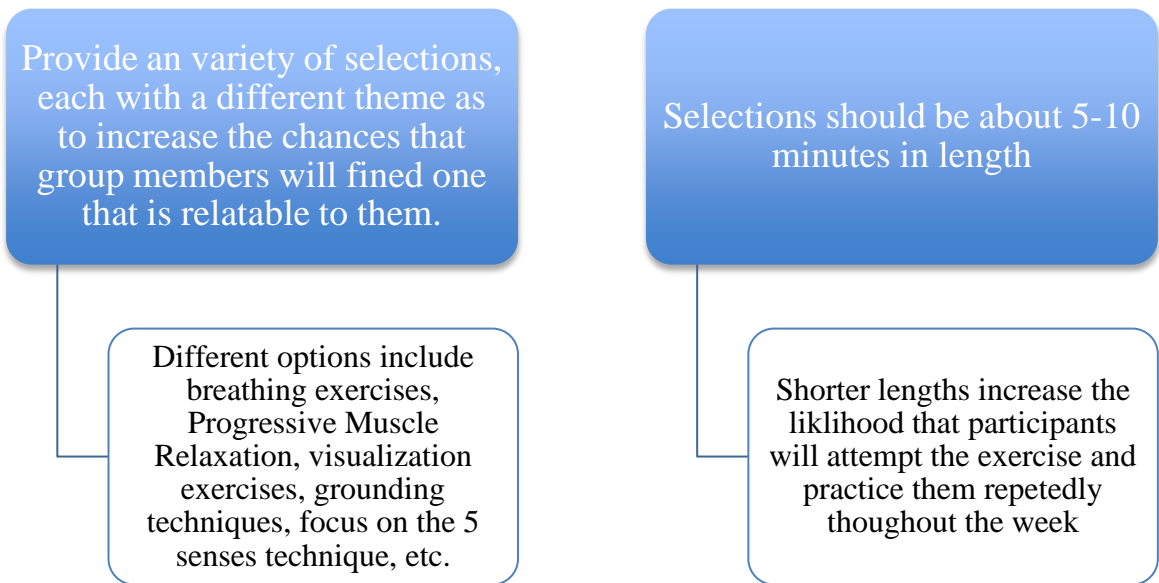 Provide an variety of selections,
each with a different theme as
to increase the chances that
group members will fined one
that is relatable to them.
Different options include
breathing exercises,
Progressive Muscle
Relaxation, visualization
exercises, grounding
techniques, focus on the 5
senses technique, etc.
Selections should be about 5-10
minutes in length
Shorter lengths increase the
liklihood that participants
will attempt the exercise and
practice them repetedly
thoughout the week